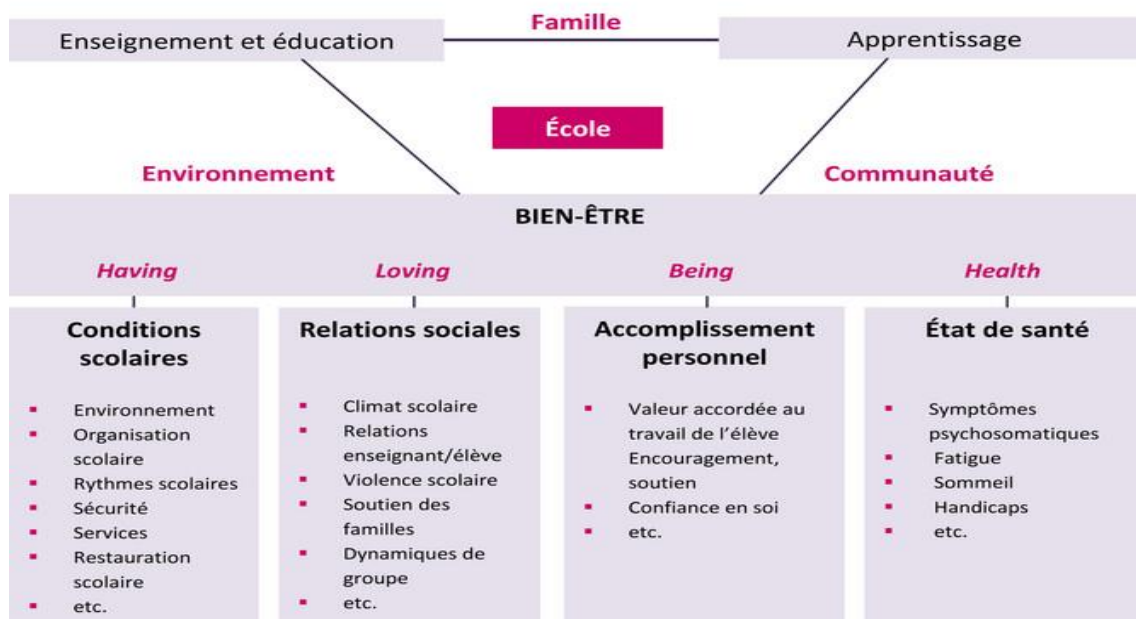 Famille
Enseignement et éducation
Apprentissage
École
Environnement
Communauté
BIEN-ÊTRE
Having
Loving
Being
Health
Conditions
scolaires
Environnement
Organisation
scolaire
Rythmes scolaires
Sécurité
Services
Restauration
scolaire
etc.
Relations sociales
Climat scolaire
Relations
enseignant/élève
Violence scolaire
Soutien des
familles
Dynamiques de
groupe
etc.
Accomplissement
personnel
Valeur accordée au
travail de l'élève
Encouragement,
soutien
Confiance en soi
etc.
État de santé
Symptômes
psychosomatiques
Fatigue
Sommeil
Handicaps
etc.